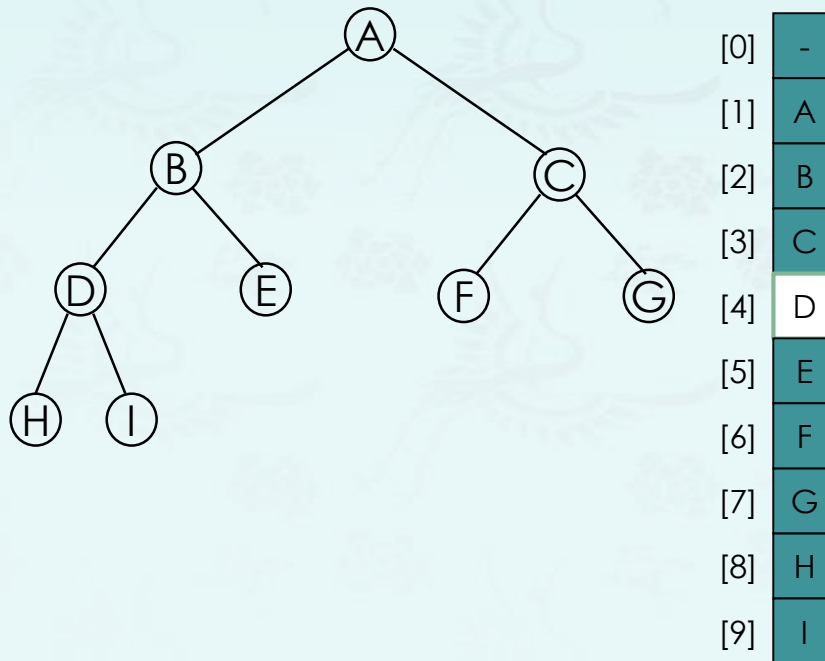 A
B
C
D
E
F
G
H
I
[0] -
[1] A
[2] B
[3] C
[4] D
[5] E
[6] F
[7] G
[8] H
[9] I